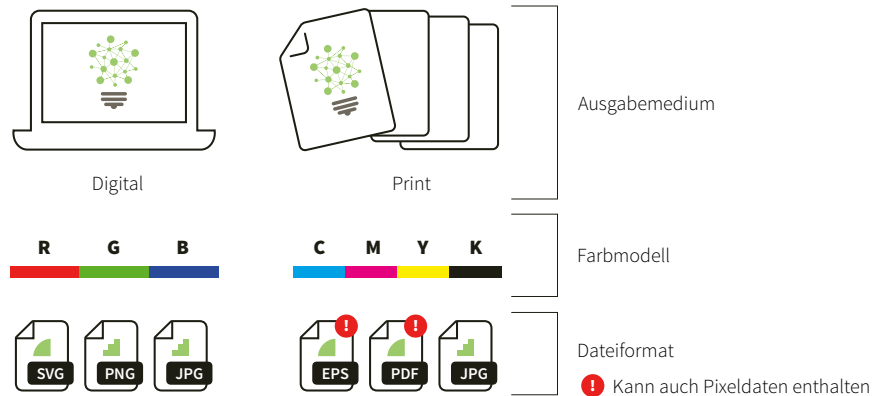 Ausgabemedium
Digital
Print
R G B
C M Y K
Farbmodell
SVG
PNG
JPG
! EPS
! PDF
JPG
Dateiformat
! Kann auch Pixeldaten enthalten